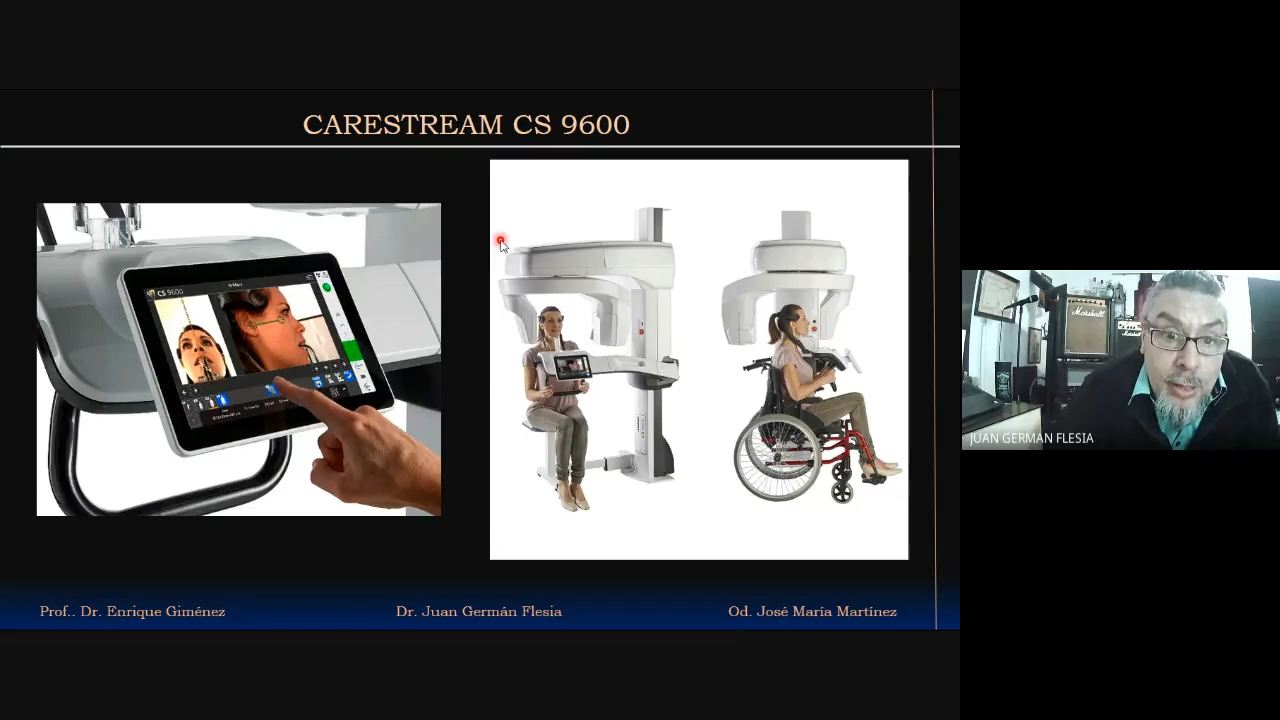 CARESTREAM CS 9600
CS 9600
Marshall
JUAN GERMAN FLESIA
Prof.. Dr. Enrique Giménez
Dr. Juan Germán Flesia
Od. José María Martinez